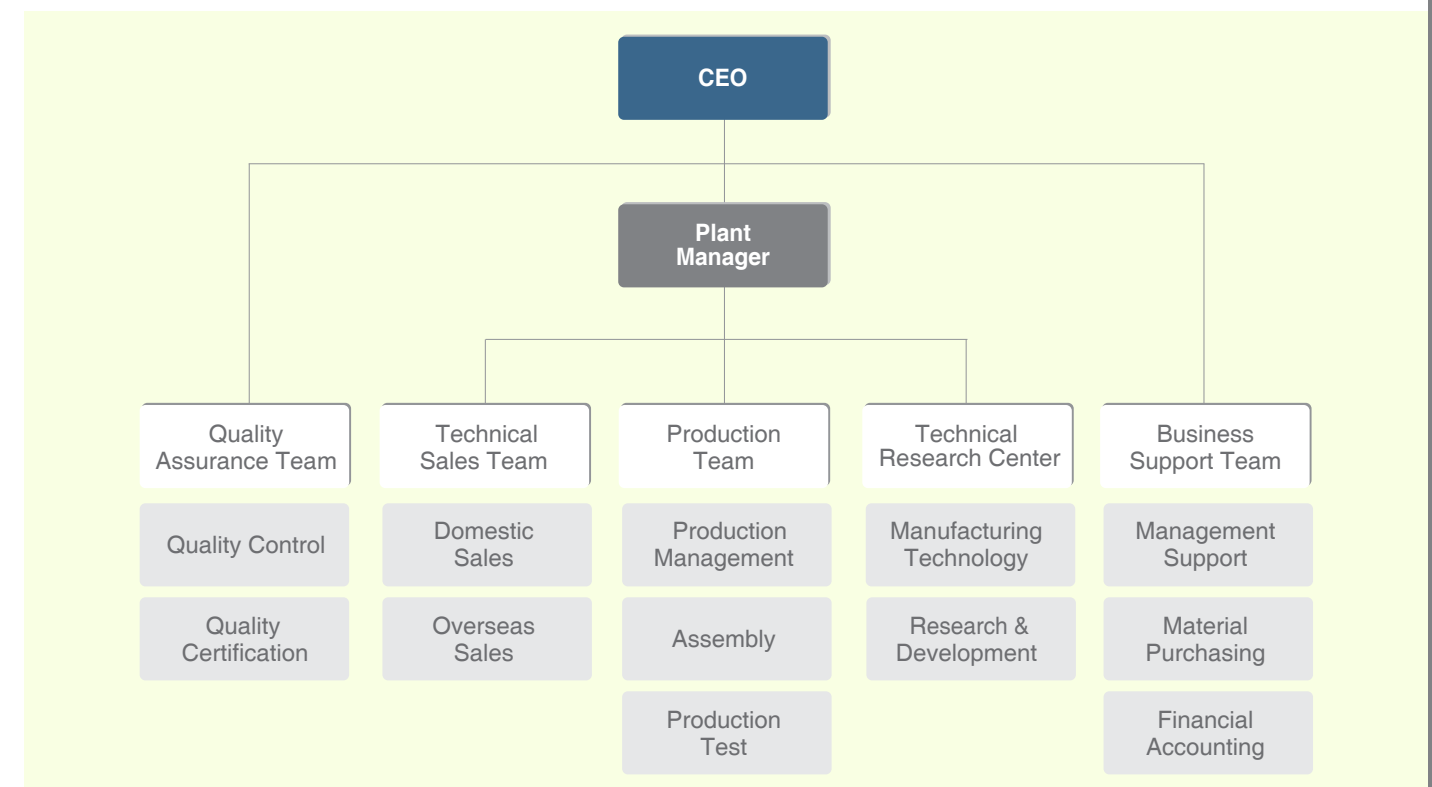 CEO
Plant
Manager
Quality
Assurance Team
Technical
Sales Team
Production
Team
Technical
Research Center
Business
Support Team
Quality Control
Domestic
Sales
Production
Management
Manufacturing
Technology
Management
Support
Quality
Certification
Overseas
Sales
Assembly
Research &
Development
Material
Purchasing
Production
Test
Financial
Accounting